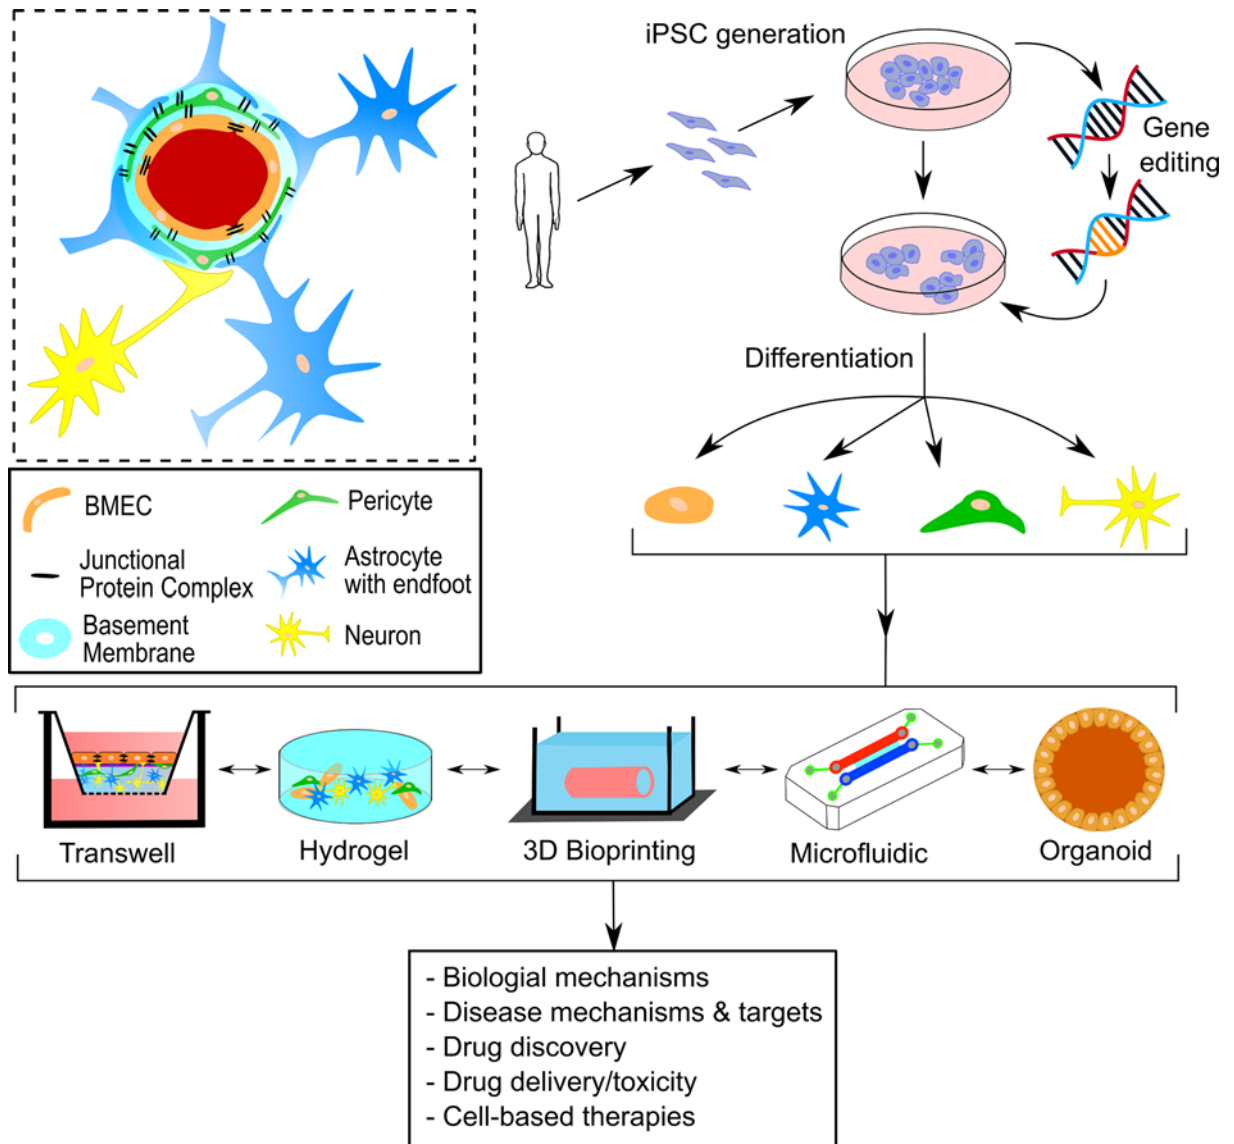 iPSC generation
Gene
editing
Differentiation
BMEC
Pericyte
Junctional
Protein Complex
Astrocyte
with endfoot
Basement
Membrane
Neuron
Transwell
Hydrogel
3D Bioprinting
Microfluidic
Organoid
- Biologial mechanisms
- Disease mechanisms & targets
- Drug discovery
- Drug delivery/toxicity
- Cell-based therapies